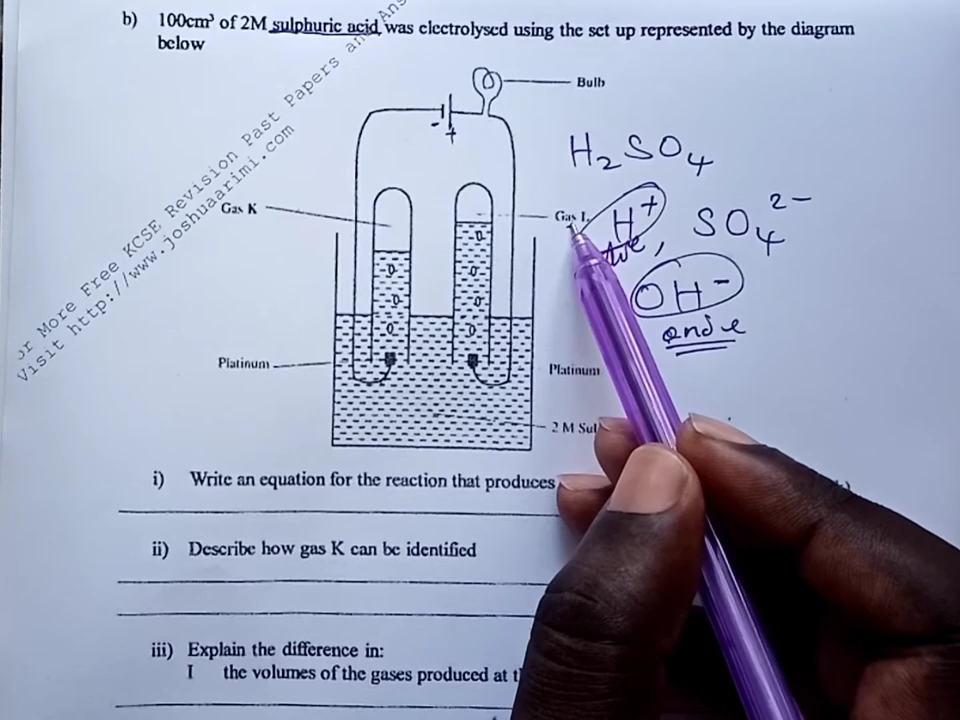 b) 100cm³ of 2M sulphuric acid was electrolysed using the set up represented by the diagram
below
or More Free KCSE Revision Past Papers and Ans
Visit http://www.joshuaarimi.com
Bulb
- +
H₂SO₄
Gas K
Gas L
H⁺, SO₄²⁻
OH⁻
Platinum
Platinum
2 M Sul
i) Write an equation for the reaction that produces
ii) Describe how gas K can be identified
iii) Explain the difference in:
I the volumes of the gases produced at t